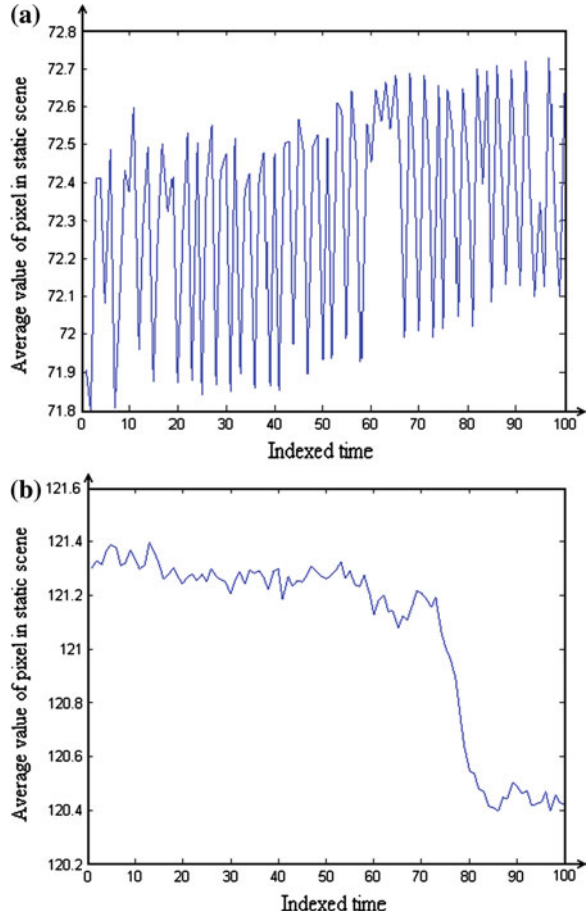 (a)
72.8
72.7
72.6
72.5
72.4
72.3
72.2
72.1
72
71.9
71.8
Average value of pixel in static scene
0 10 20 30 40 50 60 70 80 90 100
Indexed time
(b)
121.6
121.4
121.2
121
120.8
120.6
120.4
120.2
Average value of pixel in static scene
0 10 20 30 40 50 60 70 80 90 100
Indexed time